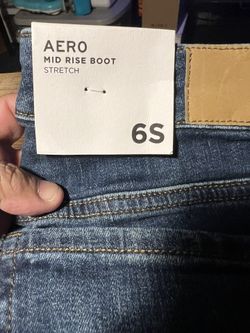 AERO
MID RISE BOOT
STRETCH
6S